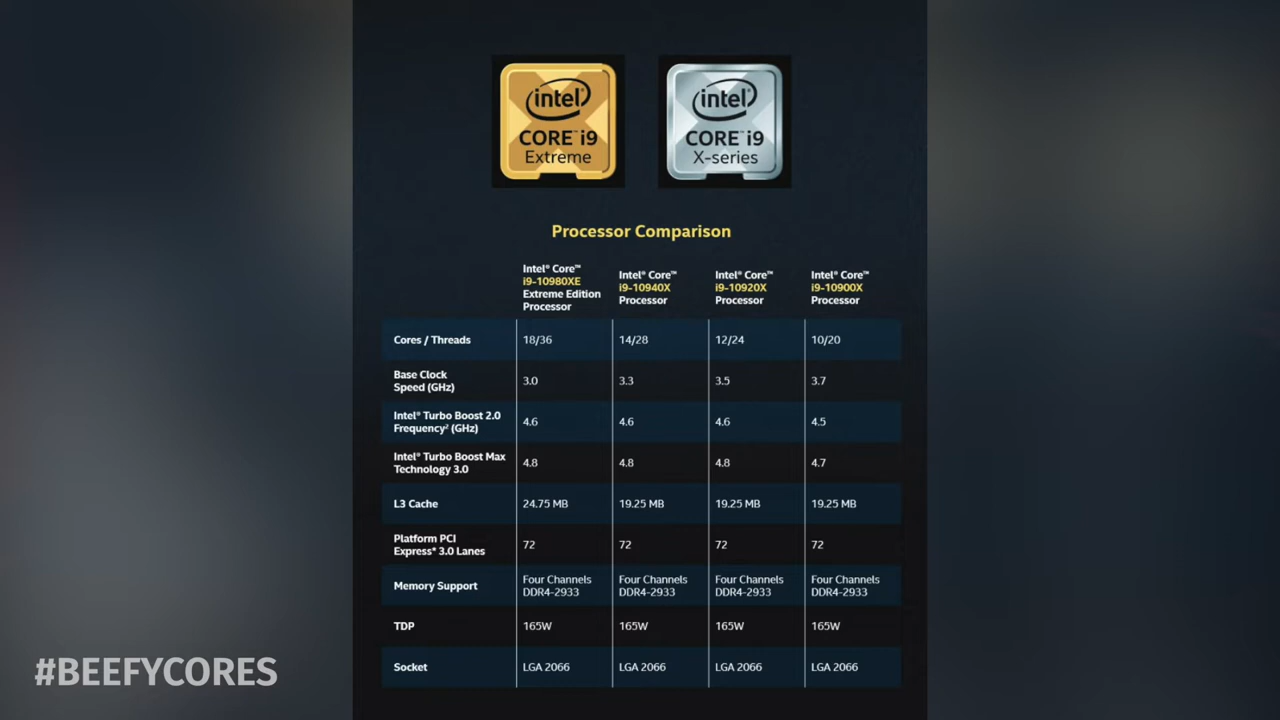 intel
CORE™ i9
Extreme
intel
CORE™ i9
X-series
Processor Comparison
Intel® Core™
i9-10980XE
Extreme Edition
Processor
Intel® Core™
i9-10940X
Processor
Intel® Core™
i9-10920X
Processor
Intel® Core™
i9-10900X
Processor
Cores / Threads 18/36 14/28 12/24 10/20
Base Clock
Speed (GHz) 3.0 3.3 3.5 3.7
Intel® Turbo Boost 2.0
Frequency² (GHz) 4.6 4.6 4.6 4.5
Intel® Turbo Boost Max
Technology 3.0 4.8 4.8 4.8 4.7
L3 Cache 24.75 MB 19.25 MB 19.25 MB 19.25 MB
Platform PCI
Express® 3.0 Lanes 72 72 72 72
Memory Support Four Channels Four Channels Four Channels Four Channels
DDR4-2933 DDR4-2933 DDR4-2933 DDR4-2933
TDP 165W 165W 165W 165W
Socket LGA 2066 LGA 2066 LGA 2066 LGA 2066
#BEEFYCORES